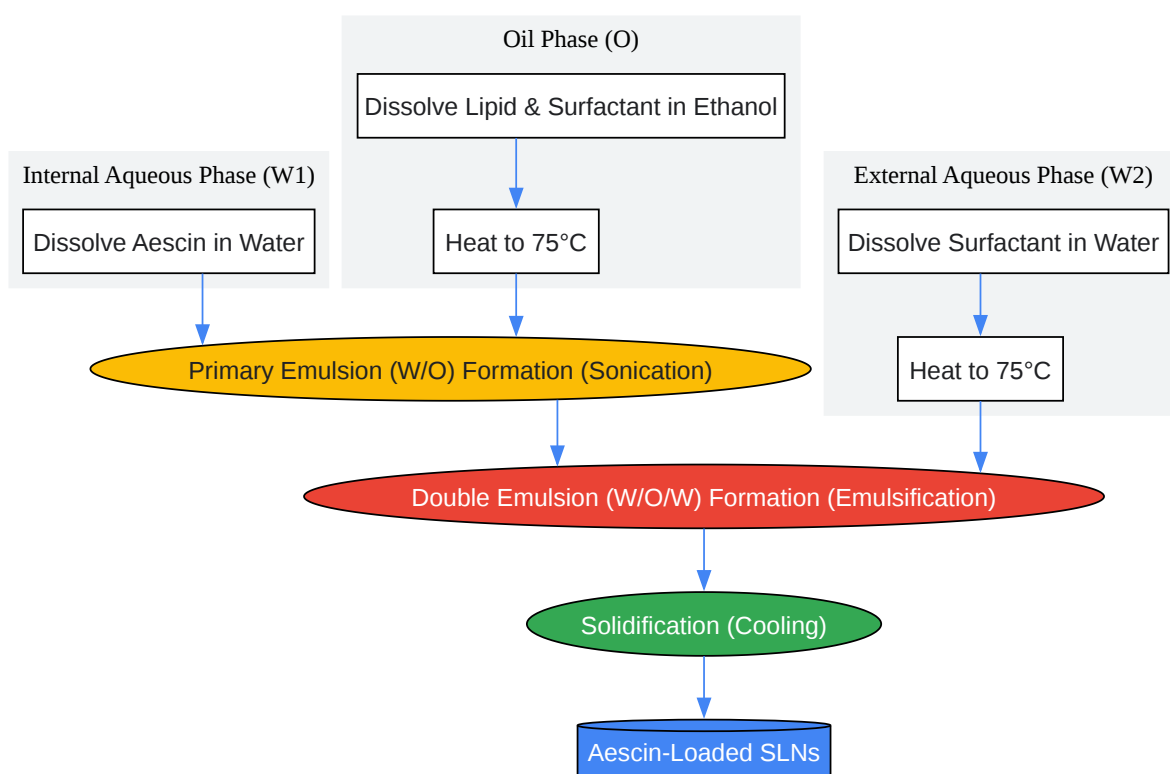 Oil Phase (O)
Dissolve Lipid & Surfactant in Ethanol
Internal Aqueous Phase (W1)
External Aqueous Phase (W2)
Dissolve Aescin in Water
Heat to 75°C
Dissolve Surfactant in Water
Primary Emulsion (W/O) Formation (Sonication)
Heat to 75°C
Double Emulsion (W/O/W) Formation (Emulsification)
Solidification (Cooling)
Aescin-Loaded SLNs